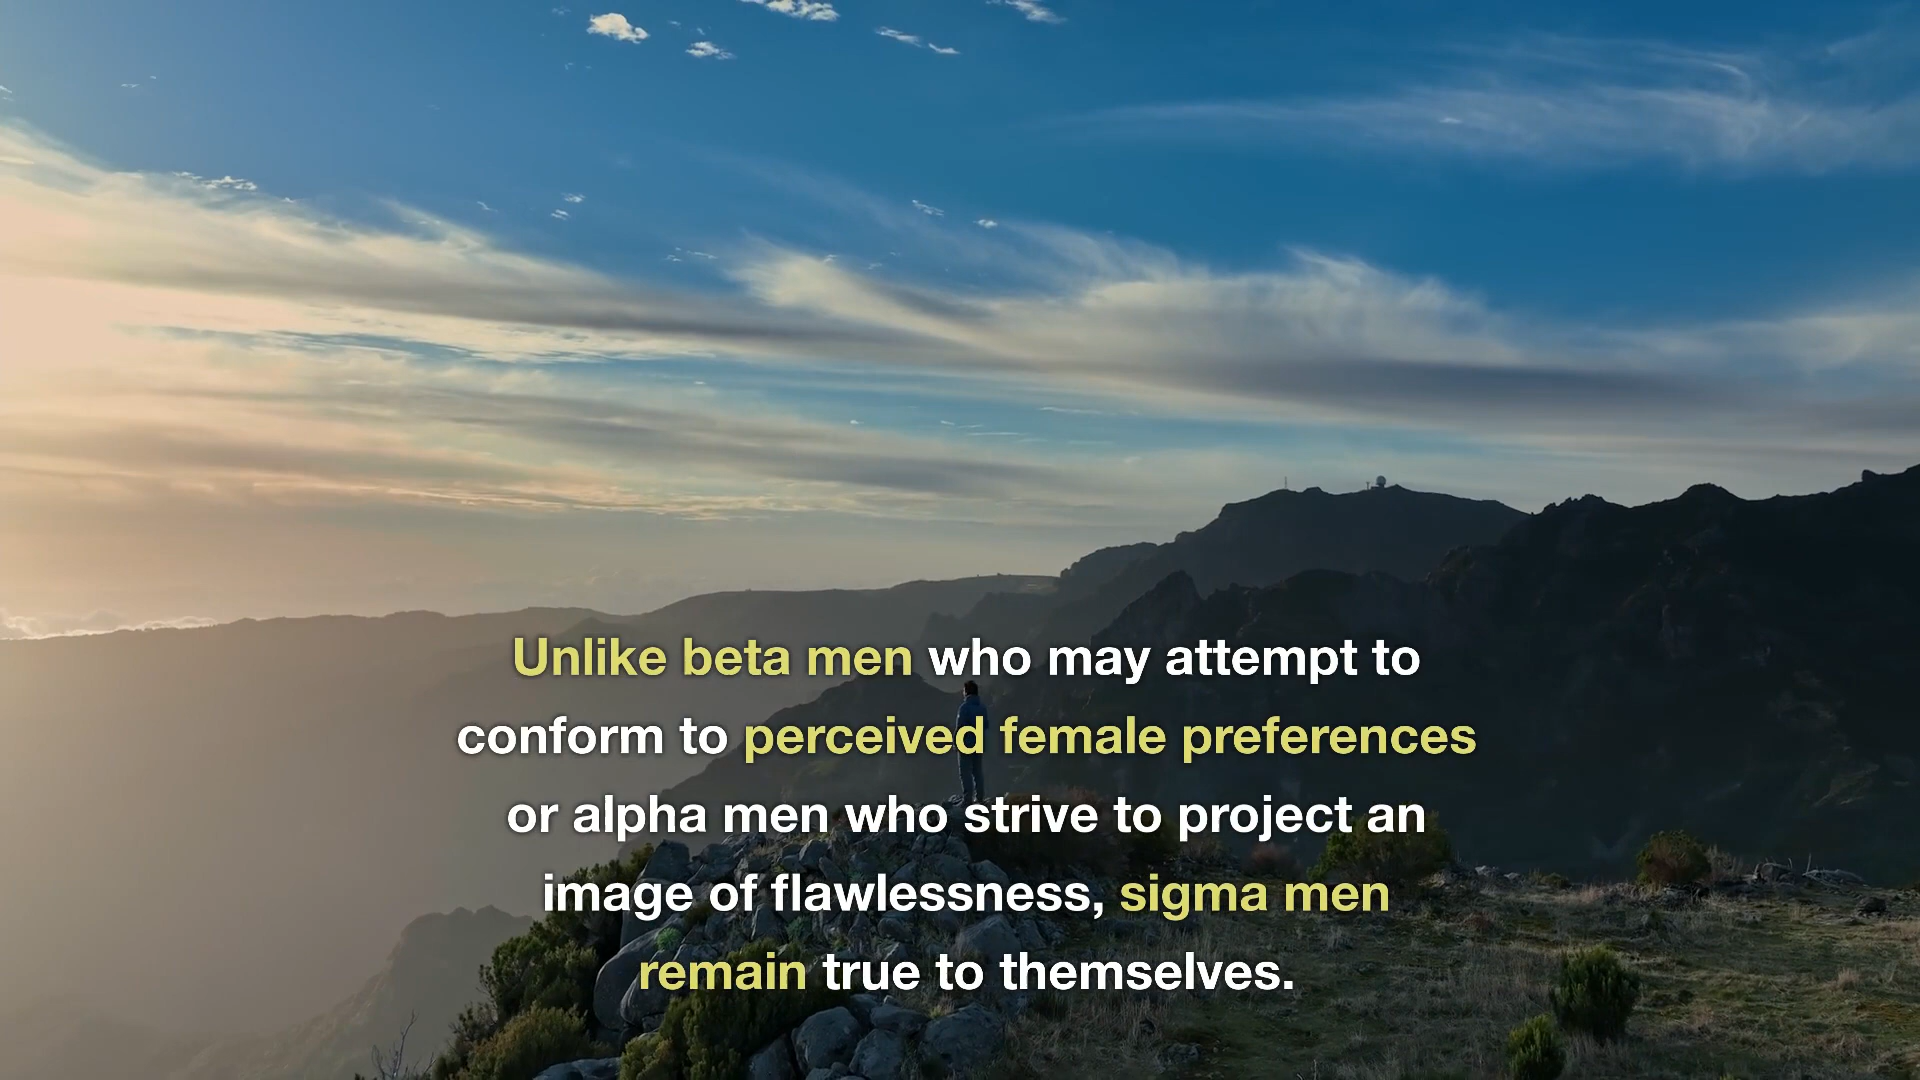 Unlike beta men who may attempt to
conform to perceived female preferences
or alpha men who strive to project an
image of flawlessness, sigma men
remain true to themselves.